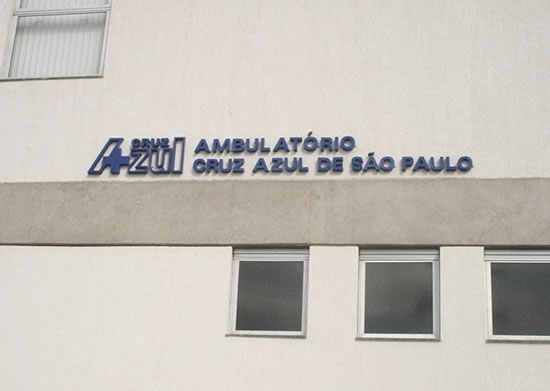 CRUZ
Azul
AMBULATÓRIO
CRUZ AZUL DE SÃO PAULO